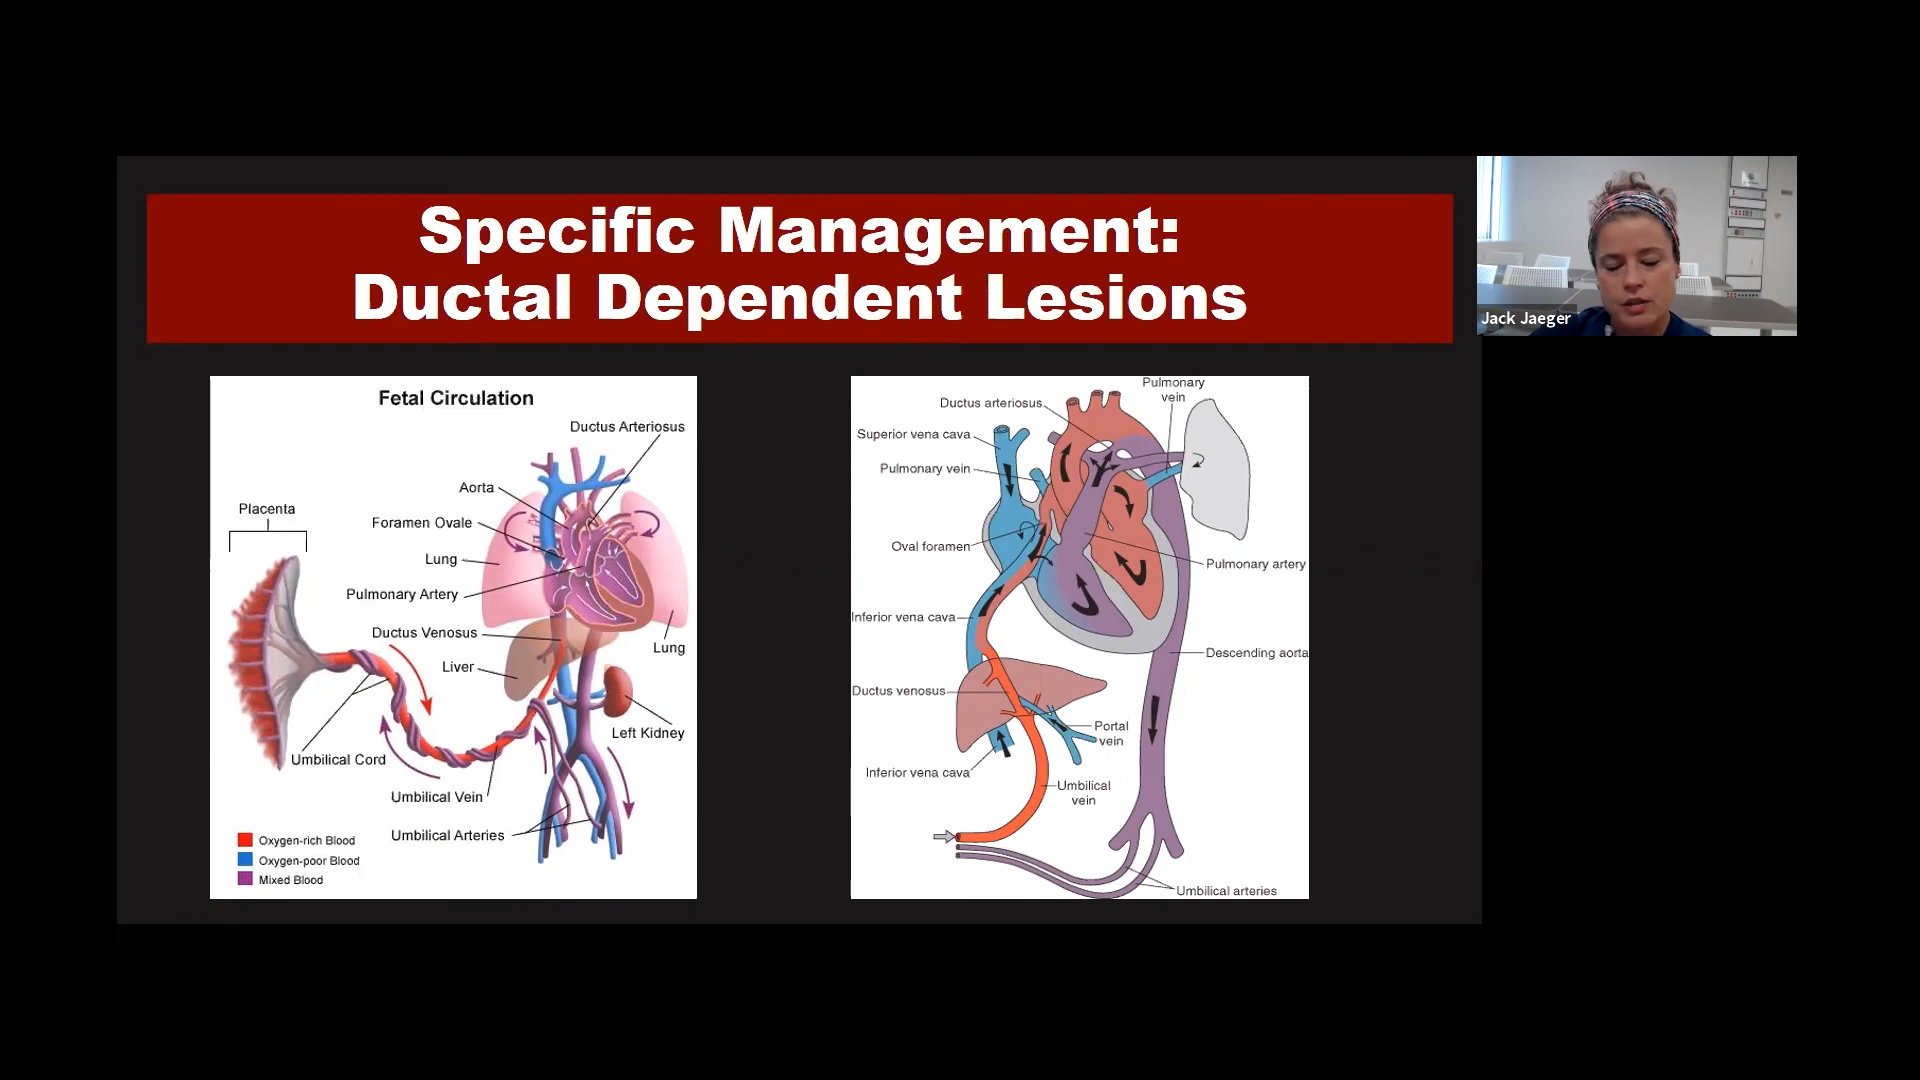 Specific Management:
Ductal Dependent Lesions
Jack Jaeger
Fetal Circulation
Ductus Arteriosus
Aorta
Placenta
Foramen Ovale
Lung
Pulmonary Artery
Ductus Venosus
Lung
Liver
Left Kidney
Umbilical Cord
Umbilical Vein
Umbilical Arteries
Oxygen-rich Blood
Oxygen-poor Blood
Mixed Blood
Pulmonary
vein
Ductus arteriosus
Superior vena cava
Pulmonary vein
Oval foramen
Pulmonary artery
Inferior vena cava
Descending aorta
Ductus venosus
Portal
vein
Inferior vena cava
Umbilical
vein
Umbilical arteries